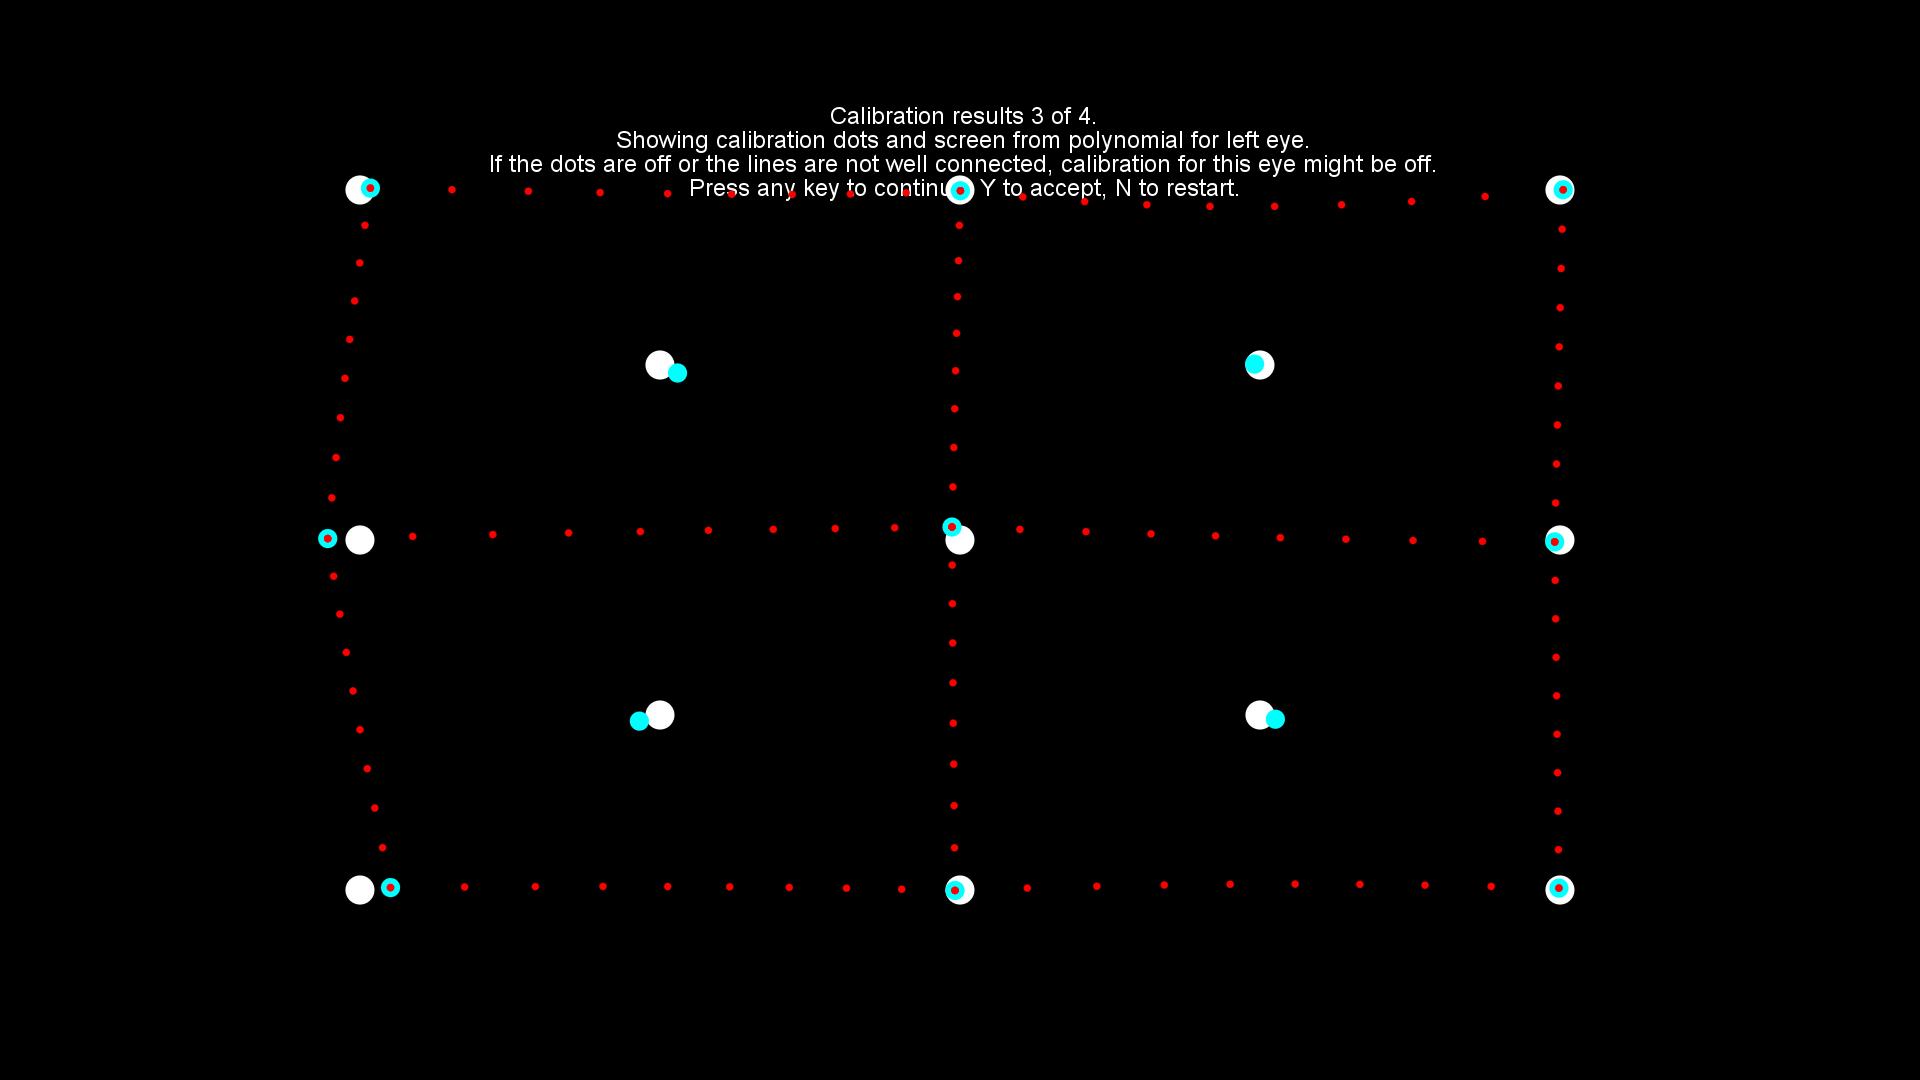 Calibration results 3 of 4.
Showing calibration dots and screen from polynomial for left eye.
If the dots are off or the lines are not well connected, calibration for this eye might be off.
Press any key to continue, Y to accept, N to restart.